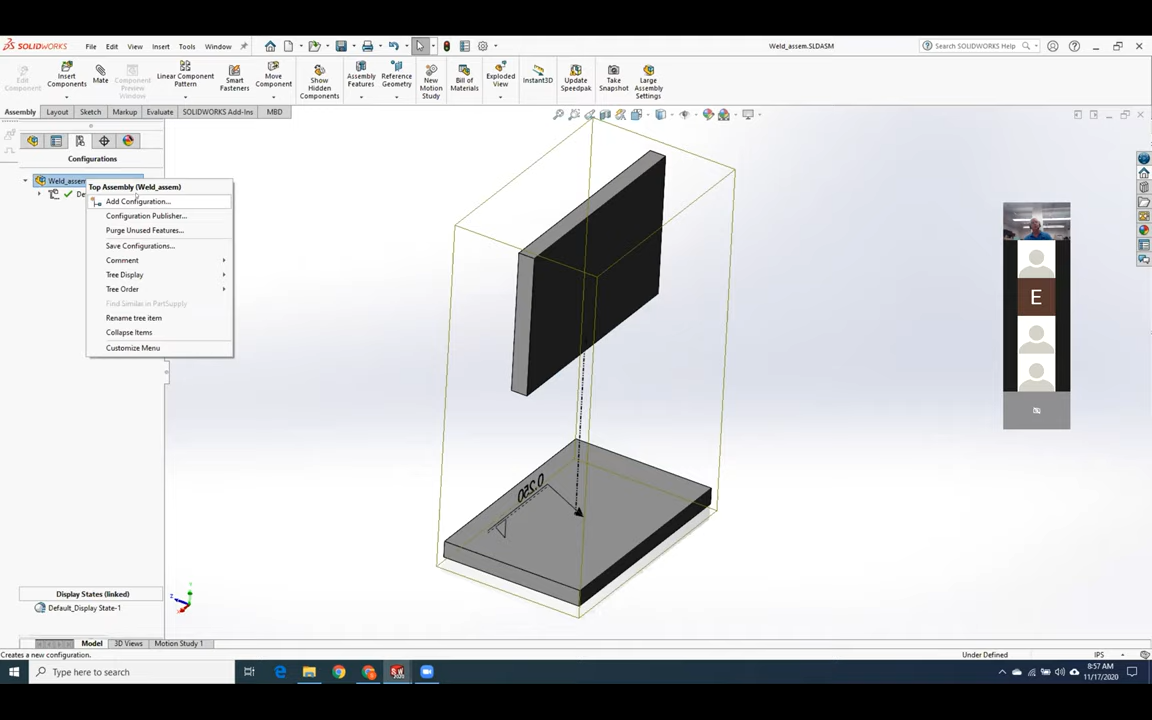 SOLIDWORKS File Edit View Insert Tools Window Weld_assem.SLDASM Search SOLIDWORKS Help
Edit Component
Insert Components
Mate
Component Preview Window
Linear Component Pattern
Smart Fasteners
Move Component
Show Hidden Components
Assembly Features
Reference Geometry
New Motion Study
Bill of Materials
Exploded View
Instant3D
Update Speedpak
Take Snapshot
Large Assembly Settings
Assembly Layout Sketch Markup Evaluate SOLIDWORKS Add-Ins MBD
Configurations
Weld_assem
Top Assembly (Weld_assem)
De
Add Configuration...
Configuration Publisher...
Purge Unused Features...
Save Configurations...
Comment
Tree Display
Tree Order
Find Similar in PartSupply
Rename tree item
Collapse Items
Customize Menu
E
0.250
Display States (linked)
Default_Display State-1
Z
Model 3D Views Motion Study 1
Creates a new configuration. Under Defined IPS
Type here to search
8:57 AM
11/17/2020